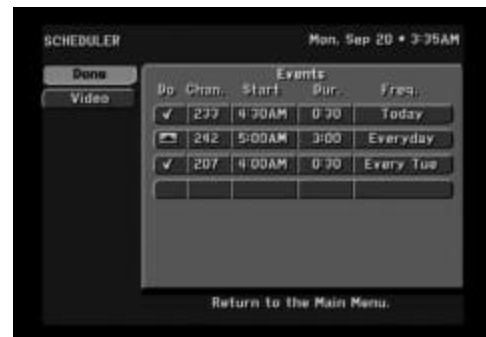 SCHEDULER Mon, Sep 20 • 3:35AM
Done
Video
Events
Do Chan. Start Dur. Freq.
✓ 233 4:30AM 0:30 Today
242 5:00AM 3:00 Everyday
✓ 207 4:00AM 0:30 Every Tue
Return to the Main Menu.